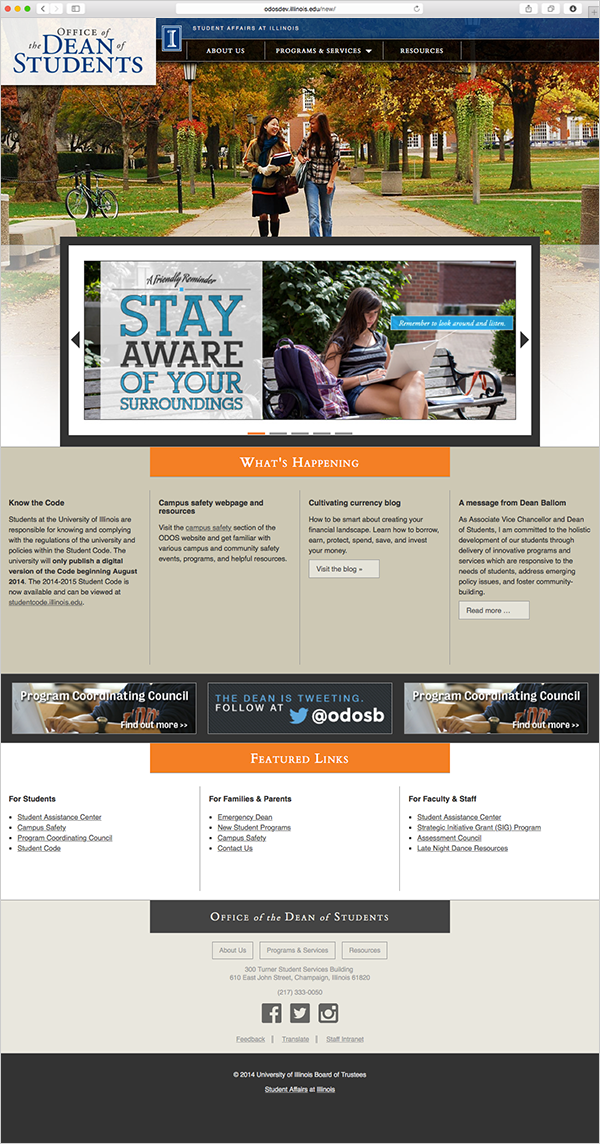 odosdev.illinois.edu/new/
OFFICE of
the DEAN of
STUDENTS
I
STUDENT AFFAIRS AT ILLINOIS
ABOUT US
PROGRAMS & SERVICES
RESOURCES
A Friendly Reminder
STAY
AWARE
OF YOUR
SURROUNDINGS
Remember to look around and listen.
WHAT'S HAPPENING
Know the Code
Students at the University of Illinois are
responsible for knowing and complying
with the regulations of the university and
policies within the Student Code. The
university will only publish a digital
version of the Code beginning August
2014. The 2014-2015 Student Code is
now available and can be viewed at
studentcode.illinois.edu.
Campus safety webpage and
resources
Visit the campus safety section of the
ODOS website and get familiar with
various campus and community safety
events, programs, and helpful resources.
Cultivating currency blog
How to be smart about creating your
financial landscape. Learn how to borrow,
earn, protect, spend, save, and invest
your money.
Visit the blog »
A message from Dean Ballom
As Associate Vice Chancellor and Dean
of Students, I am committed to the holistic
development of our students through
delivery of innovative programs and
services which are responsive to the
needs of students, address emerging
policy issues, and foster community-
building.
Read more ...
Program Coordinating Council
Find out more >>
THE DEAN IS TWEETING.
FOLLOW AT
@odosb
Program Coordinating Council
Find out more >>
FEATURED LINKS
For Students
Student Assistance Center
Campus Safety
Program Coordinating Council
Student Code
For Families & Parents
Emergency Dean
New Student Programs
Campus Safety
Contact Us
For Faculty & Staff
Student Assistance Center
Strategic Initiative Grant (SIG) Program
Assessment Council
Late Night Dance Resources
OFFICE of the DEAN of STUDENTS
About Us
Programs & Services
Resources
300 Turner Student Services Building
610 East John Street, Champaign, Illinois 61820
(217) 333-0050
Feedback | Translate | Staff Intranet
© 2014 University of Illinois Board of Trustees
Student Affairs at Illinois